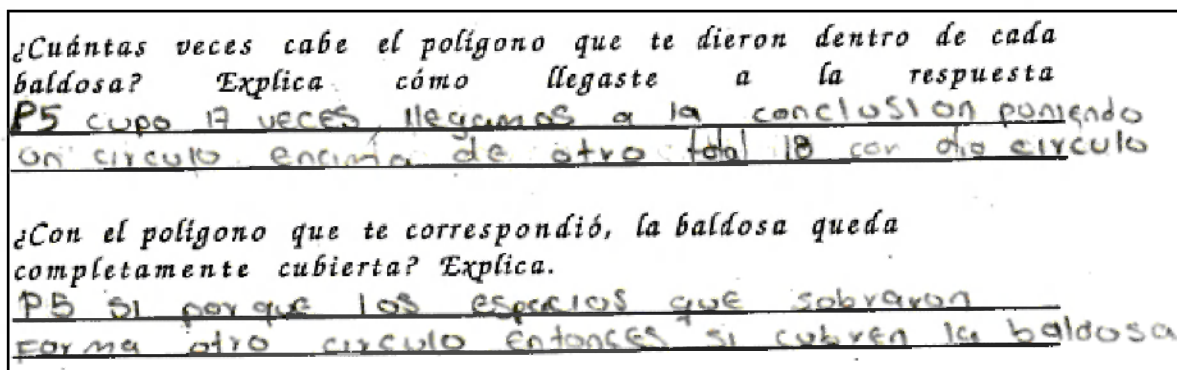 ¿Cuántas veces cabe el polígono que te dieron dentro de cada
baldosa? Explica cómo llegaste a la respuesta
P5 cupo 17 veces llegamos a la conclusion poniendo
un circulo encima de otro total 18 con otro circulo
¿Con el polígono que te correspondió, la baldosa queda
completamente cubierta? Explica.
P5 si por que los espacios que sobraron
Forma otro circulo entonces si cubren la baldosa